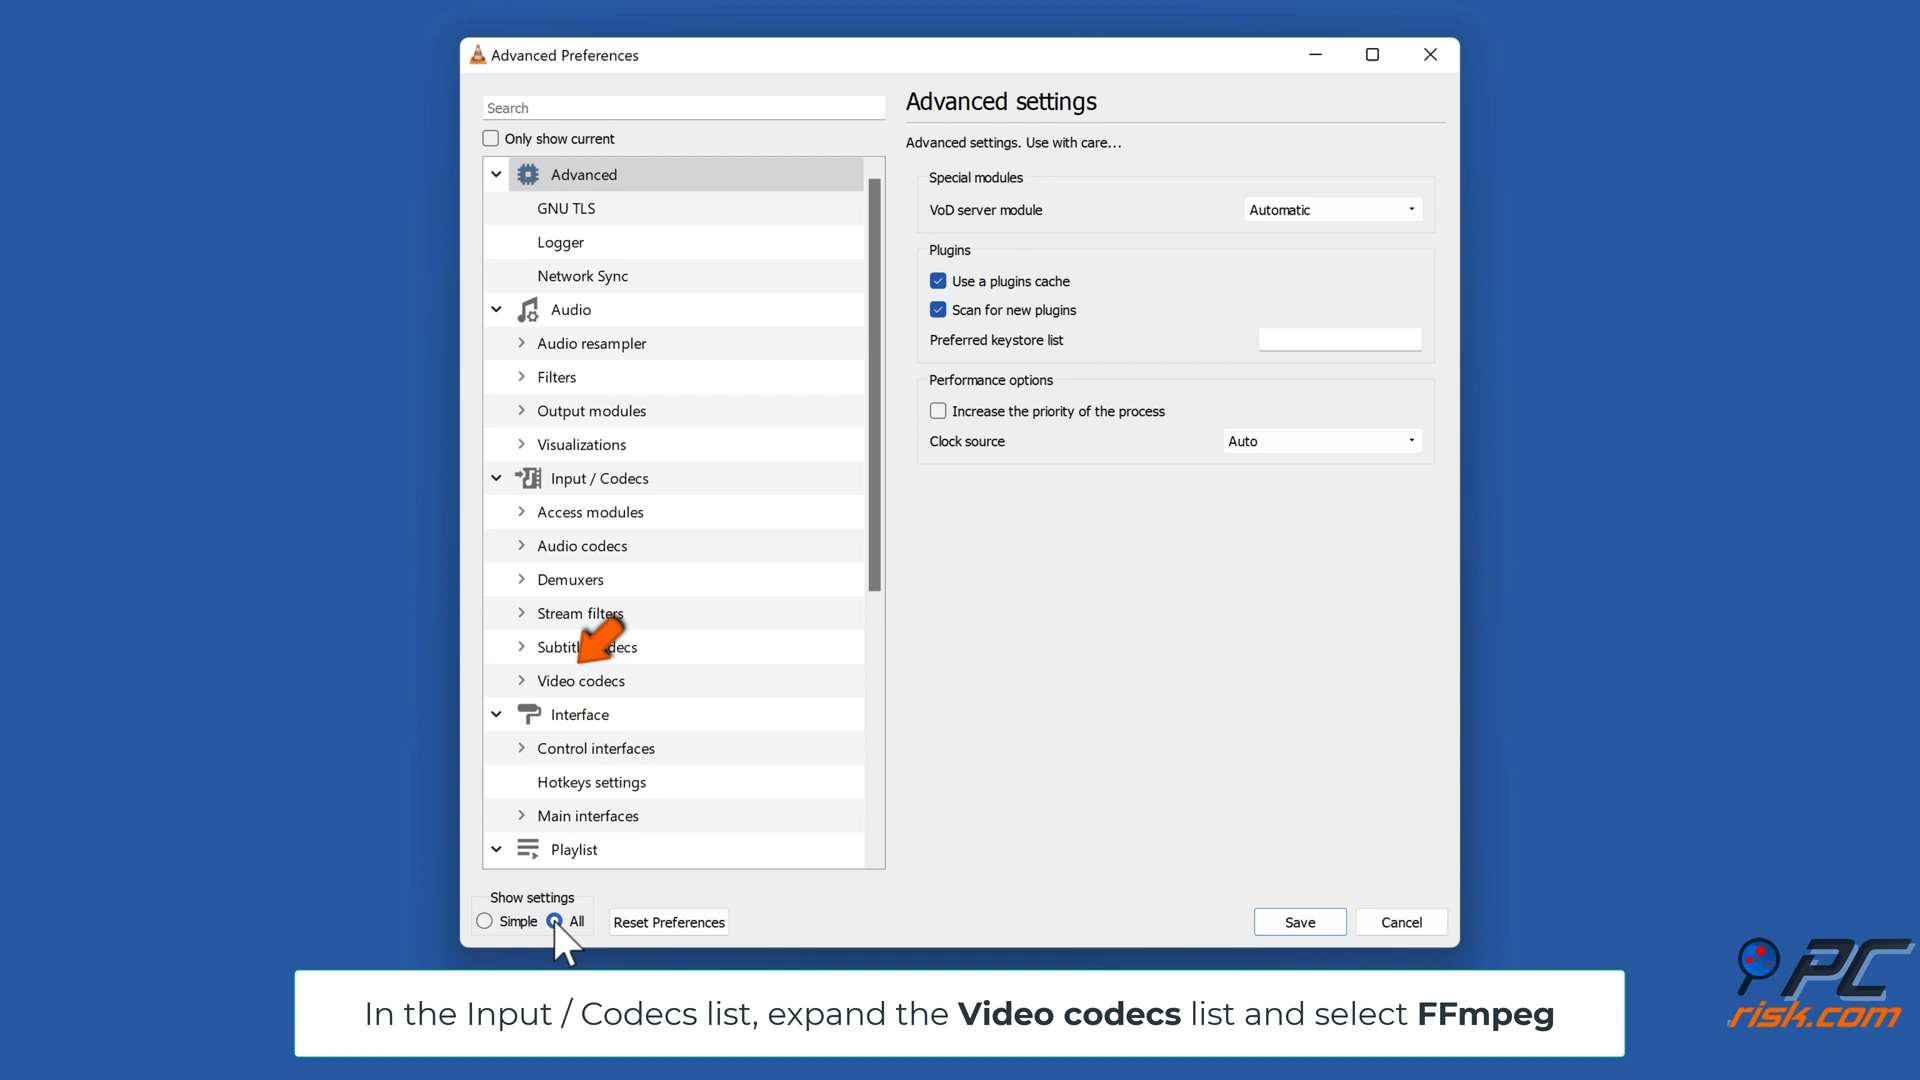 Advanced Preferences
Search
Only show current
Advanced
GNU TLS
Logger
Network Sync
Audio
Audio resampler
Filters
Output modules
Visualizations
Input / Codecs
Access modules
Audio codecs
Demuxers
Stream filters
Subtitl decs
Video codecs
Interface
Control interfaces
Hotkeys settings
Main interfaces
Playlist
Show settings
Simple
All
Reset Preferences
Advanced settings
Advanced settings. Use with care...
Special modules
VoD server module
Automatic
Plugins
Use a plugins cache
Scan for new plugins
Preferred keystore list
Performance options
Increase the priority of the process
Clock source
Auto
Save
Cancel
In the Input / Codecs list, expand the Video codecs list and select FFmpeg
PC
risk.com